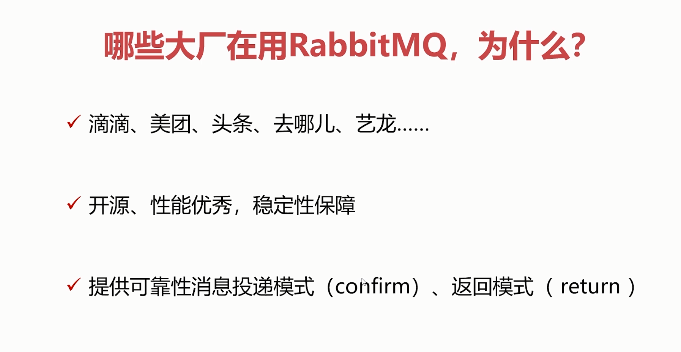 哪些大厂在用RabbitMQ，为什么？
滴滴、美团、头条、去哪儿、艺龙……
开源、性能优秀，稳定性保障
提供可靠性消息投递模式（confirm）、返回模式（ return ）